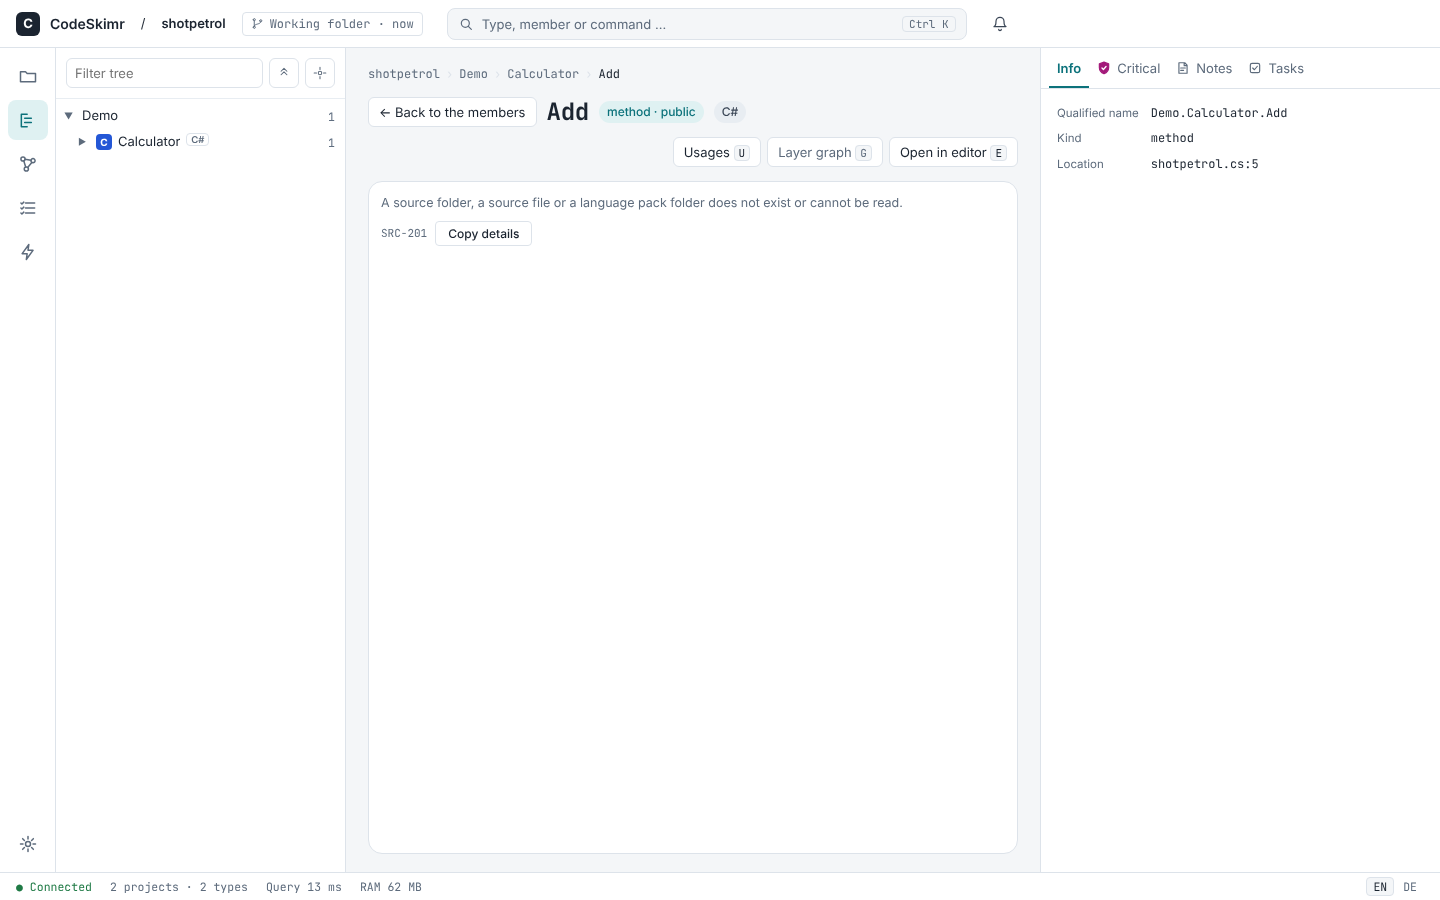 C CodeSkimr / shotpetrol Working folder · now Type, member or command ... Ctrl K
Filter tree
Demo 1
C Calculator C# 1
shotpetrol › Demo › Calculator › Add
← Back to the members Add method · public C#
Usages U Layer graph G Open in editor E
A source folder, a source file or a language pack folder does not exist or cannot be read.
SRC-201 Copy details
Info Critical Notes Tasks
Qualified name Demo.Calculator.Add
Kind method
Location shotpetrol.cs:5
● Connected 2 projects · 2 types Query 13 ms RAM 62 MB EN DE